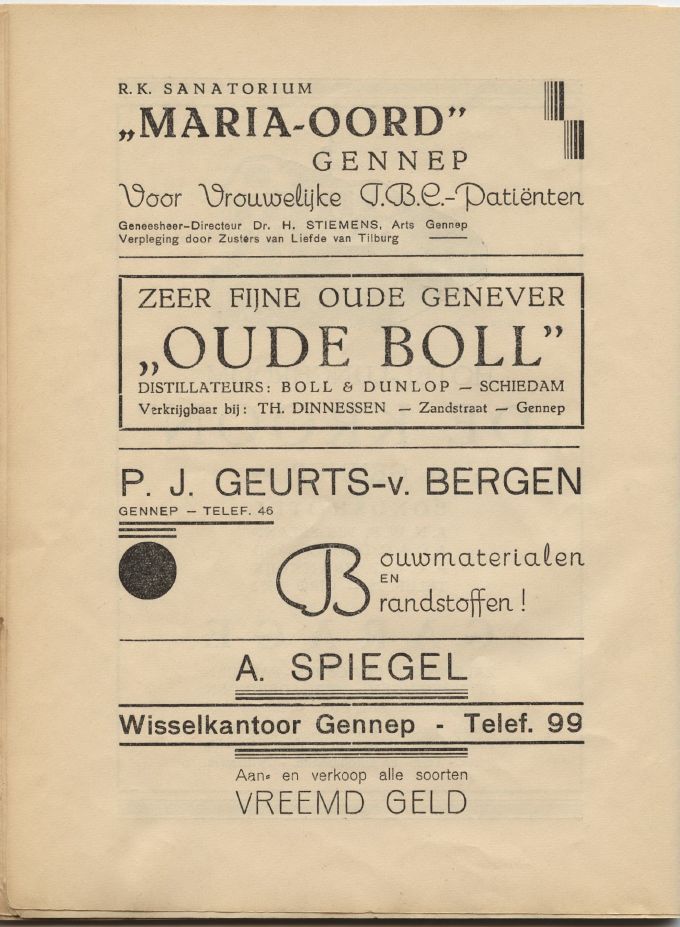 R.K. SANATORIUM
„MARIA-OORD”
GENNEP
Voor Vrouwelijke T.B.C.-Patiënten
Geneesheer-Directeur Dr. H. STIEMENS, Arts Gennep
Verpleging door Zusters van Liefde van Tilburg
ZEER FIJNE OUDE GENEVER
„OUDE BOLL”
DISTILLATEURS: BOLL & DUNLOP — SCHIEDAM
Verkrijgbaar bij: TH. DINNESSEN — Zandstraat — Gennep
P. J. GEURTS-v. BERGEN
GENNEP — TELEF. 46
Bouwmaterialen
EN
Brandstoffen!
A. SPIEGEL
Wisselkantoor Gennep - Telef. 99
Aan- en verkoop alle soorten
VREEMD GELD